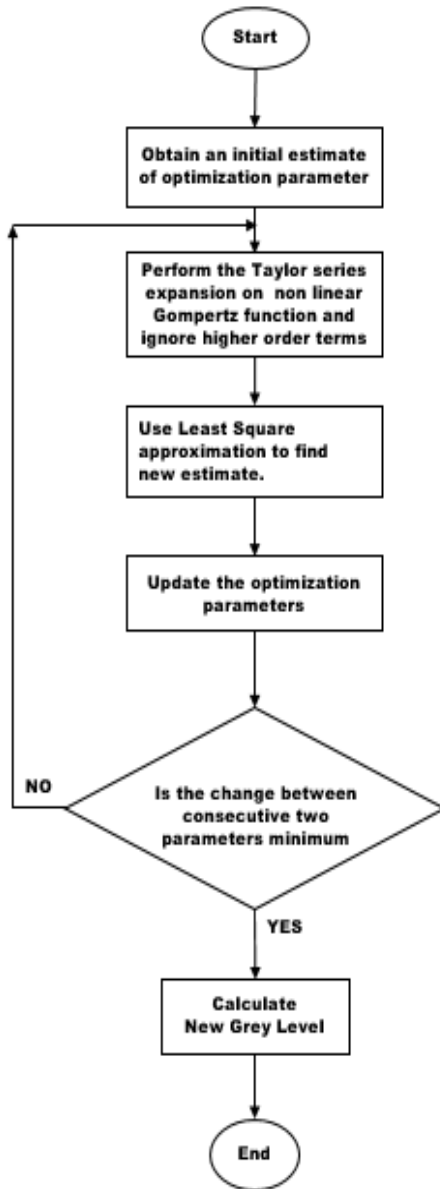 Start
Obtain an initial estimate
of optimization parameter
Perform the Taylor series
expansion on non linear
Gompertz function and
ignore higher order terms
Use Least Square
approximation to find
new estimate.
Update the optimization
parameters
NO
Is the change between
consecutive two
parameters minimum
YES
Calculate
New Grey Level
End